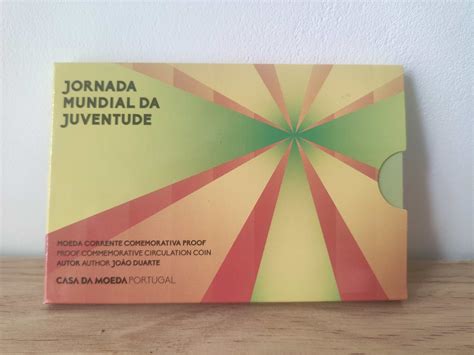 JORNADA
MUNDIAL DA
JUVENTUDE
MOEDA CORRENTE COMEMORATIVA PROOF
PROOF COMMEMORATIVE CIRCULATION COIN
AUTOR AUTHOR JOÃO DUARTE
CASA DA MOEDA PORTUGAL